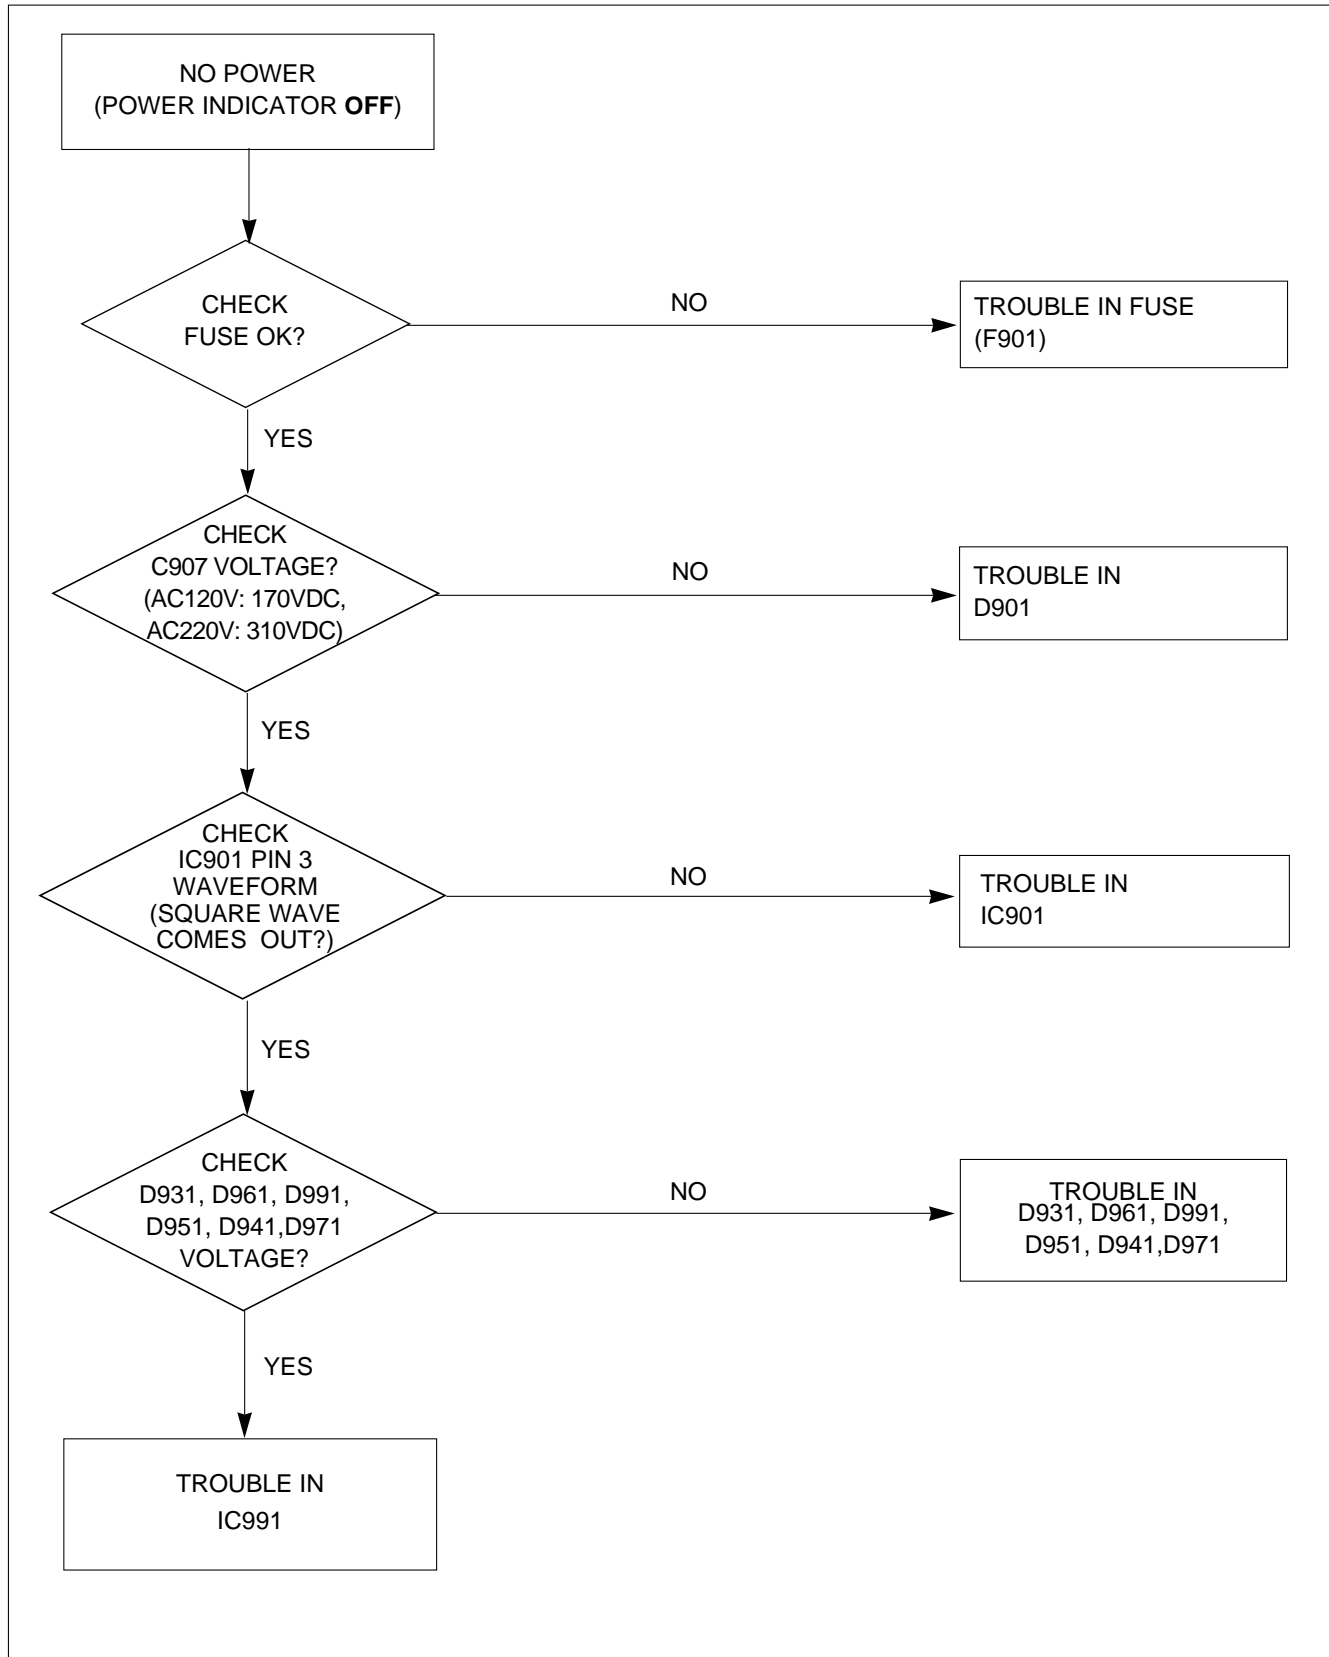 NO POWER
(POWER INDICATOR OFF)
CHECK
FUSE OK?
NO
TROUBLE IN FUSE
(F901)
YES
CHECK
C907 VOLTAGE?
(AC120V: 170VDC,
AC220V: 310VDC)
NO
TROUBLE IN
D901
YES
CHECK
IC901 PIN 3
WAVEFORM
(SQUARE WAVE
COMES OUT?)
NO
TROUBLE IN
IC901
YES
CHECK
D931, D961, D991,
D951, D941,D971
VOLTAGE?
NO
TROUBLE IN
D931, D961, D991,
D951, D941,D971
YES
TROUBLE IN
IC991